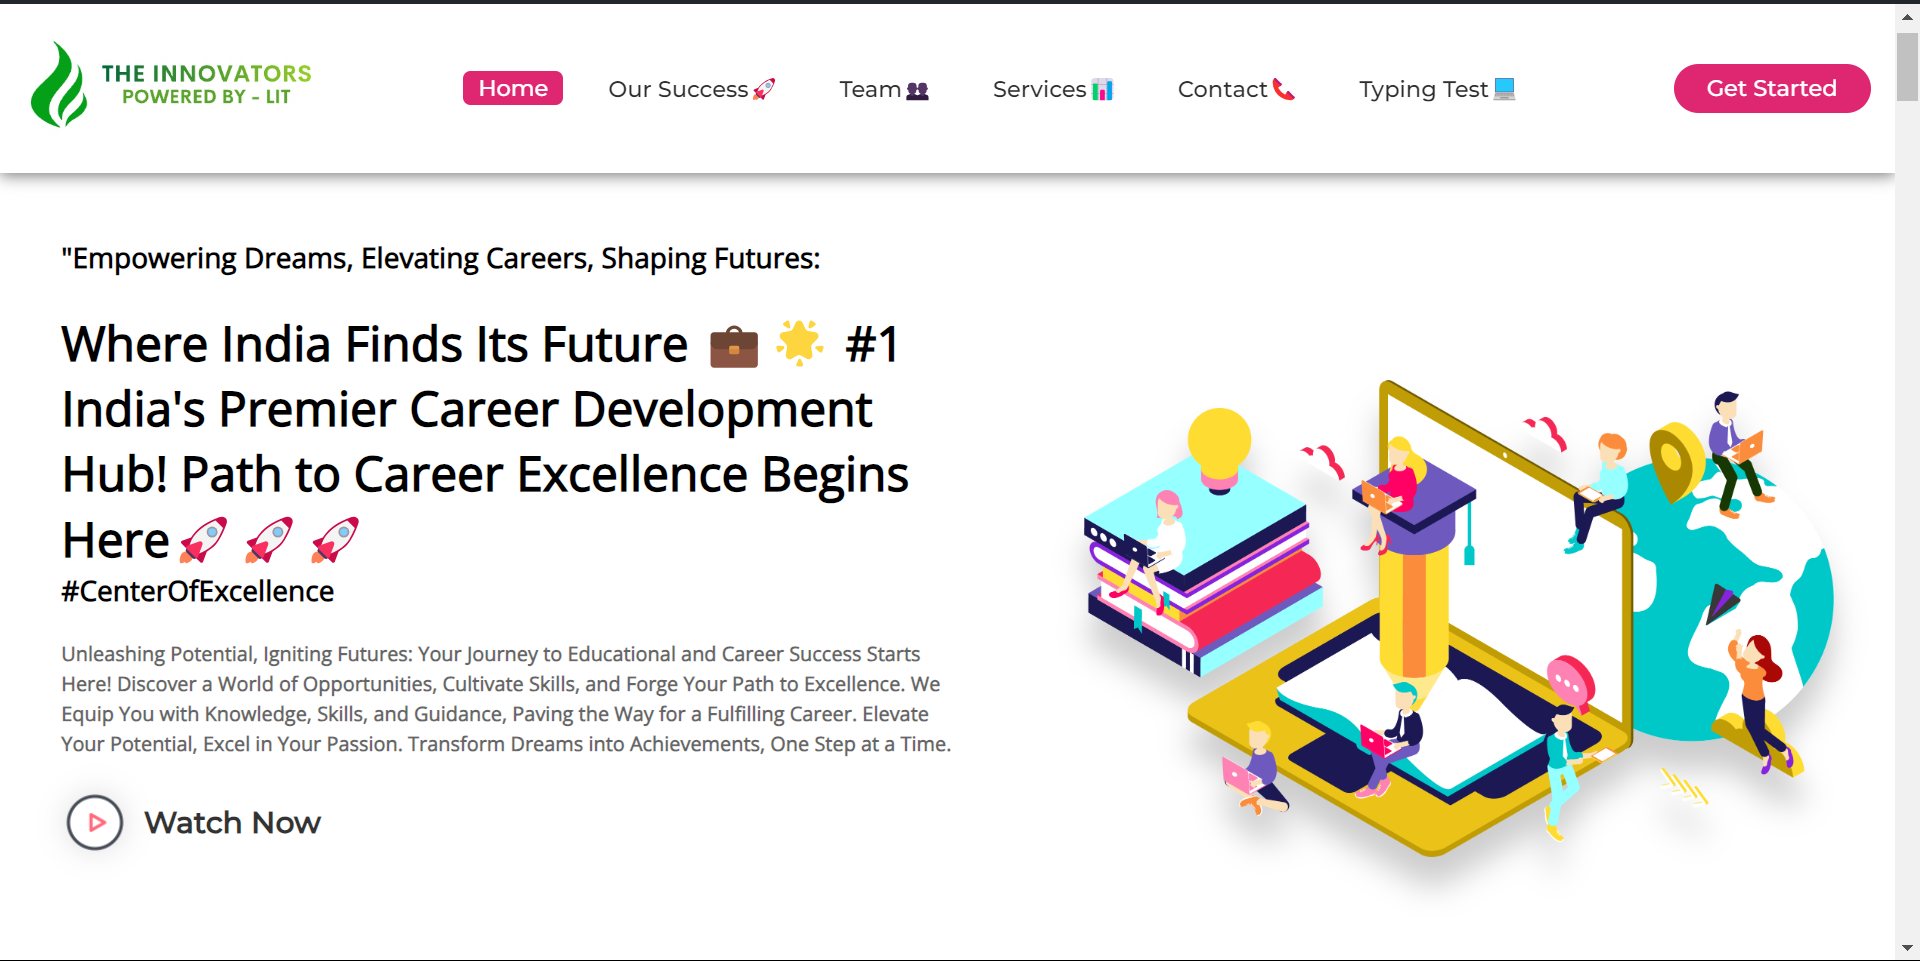 THE INNOVATORS
POWERED BY - LIT
Home
Our Success🚀
Team👥
Services📊
Contact📞
Typing Test💻
Get Started
"Empowering Dreams, Elevating Careers, Shaping Futures:
Where India Finds Its Future 💼🌟 #1
India's Premier Career Development
Hub! Path to Career Excellence Begins
Here🚀🚀🚀
#CenterOfExcellence
Unleashing Potential, Igniting Futures: Your Journey to Educational and Career Success Starts
Here! Discover a World of Opportunities, Cultivate Skills, and Forge Your Path to Excellence. We
Equip You with Knowledge, Skills, and Guidance, Paving the Way for a Fulfilling Career. Elevate
Your Potential, Excel in Your Passion. Transform Dreams into Achievements, One Step at a Time.
Watch Now